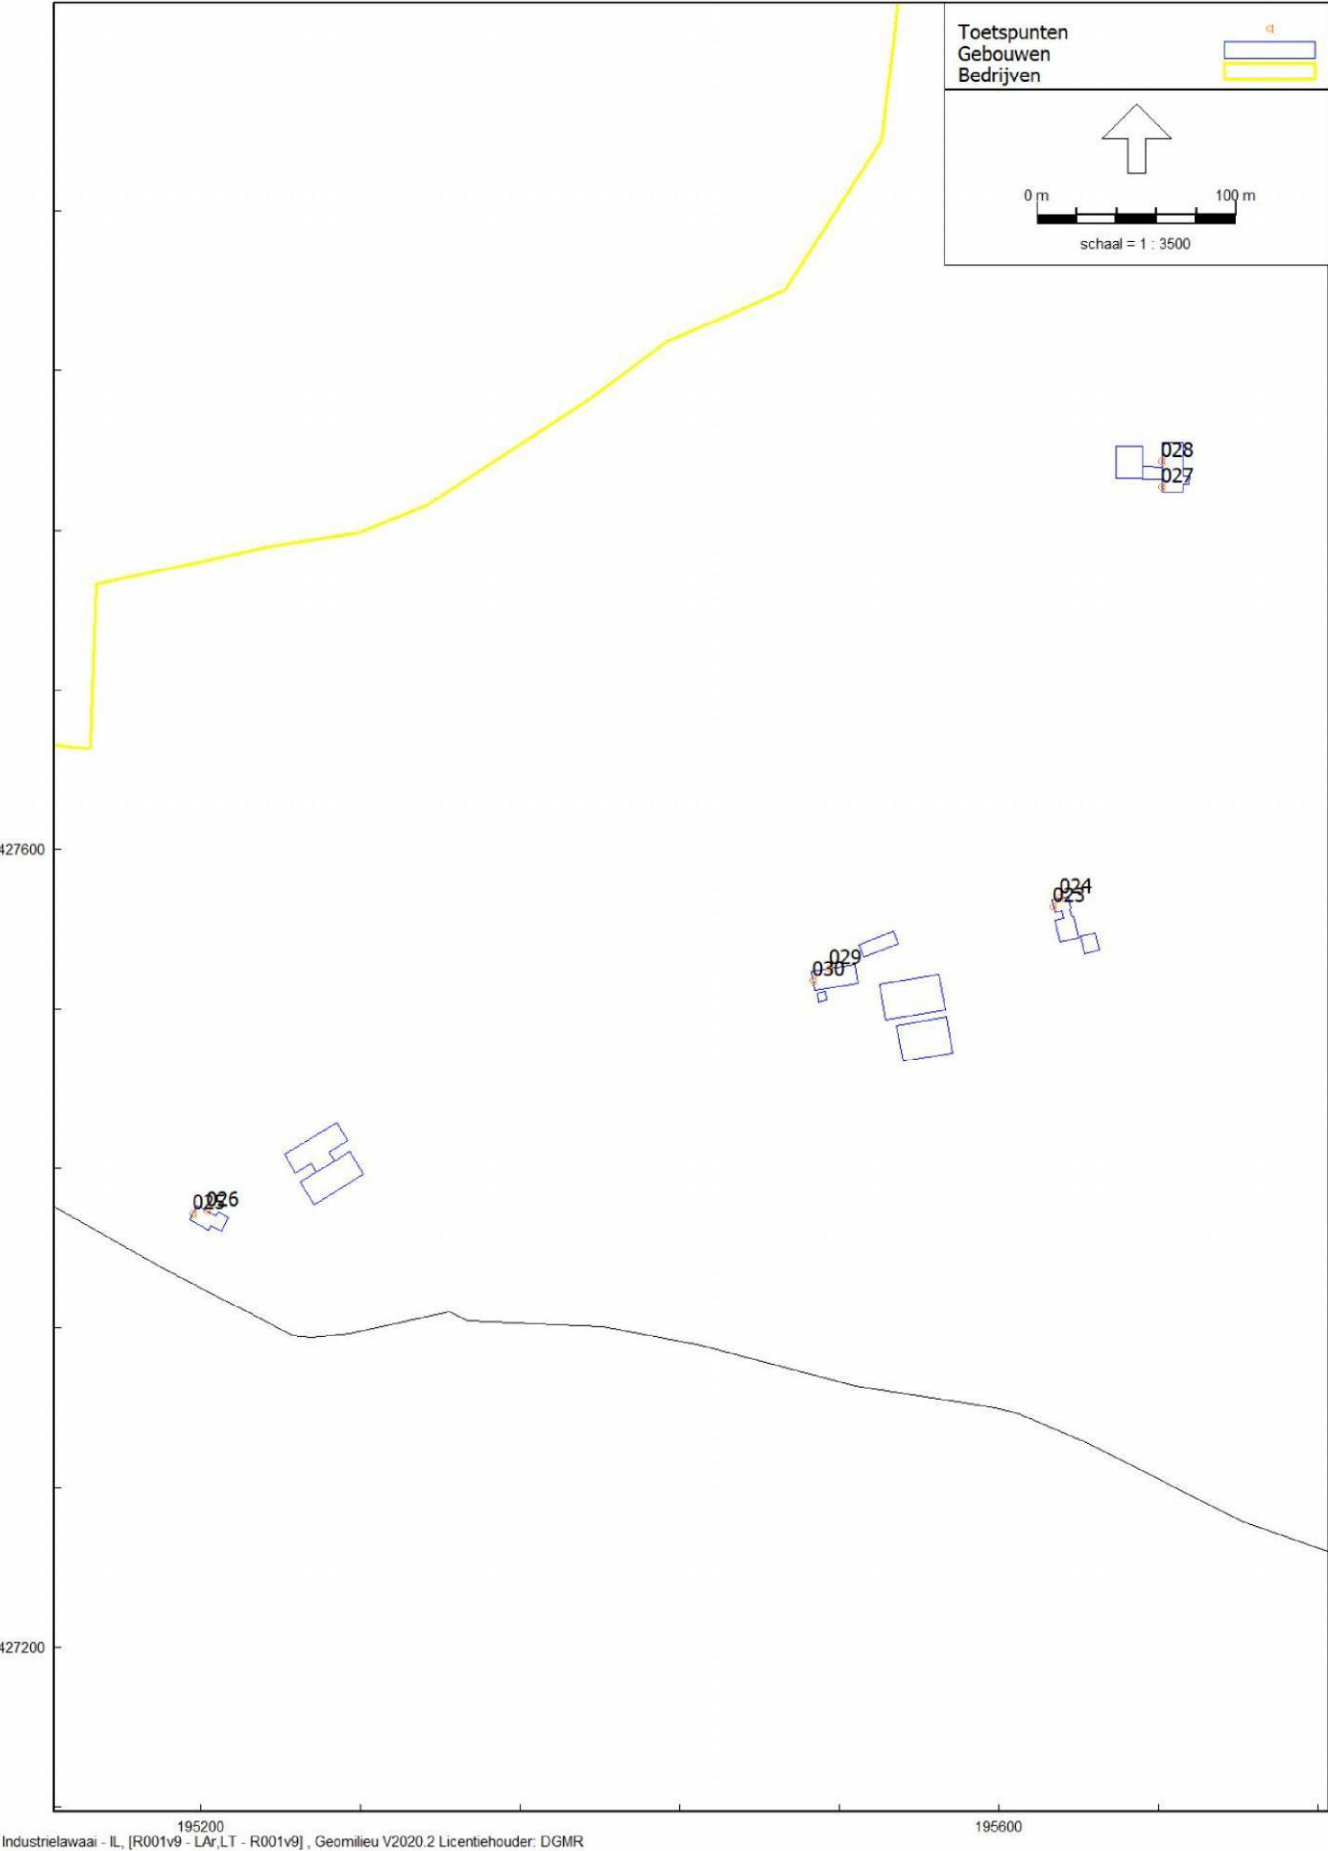 Toetspunten
Gebouwen
Bedrijven
0 m 100 m
schaal = 1 : 3500
028
027
427600
024
023
029
030
025
026
427200
195200 195600
Industrielawaai - IL, [R001v9 - LAr,LT - R001v9] , Geomilieu V2020.2 Licentiehouder: DGMR